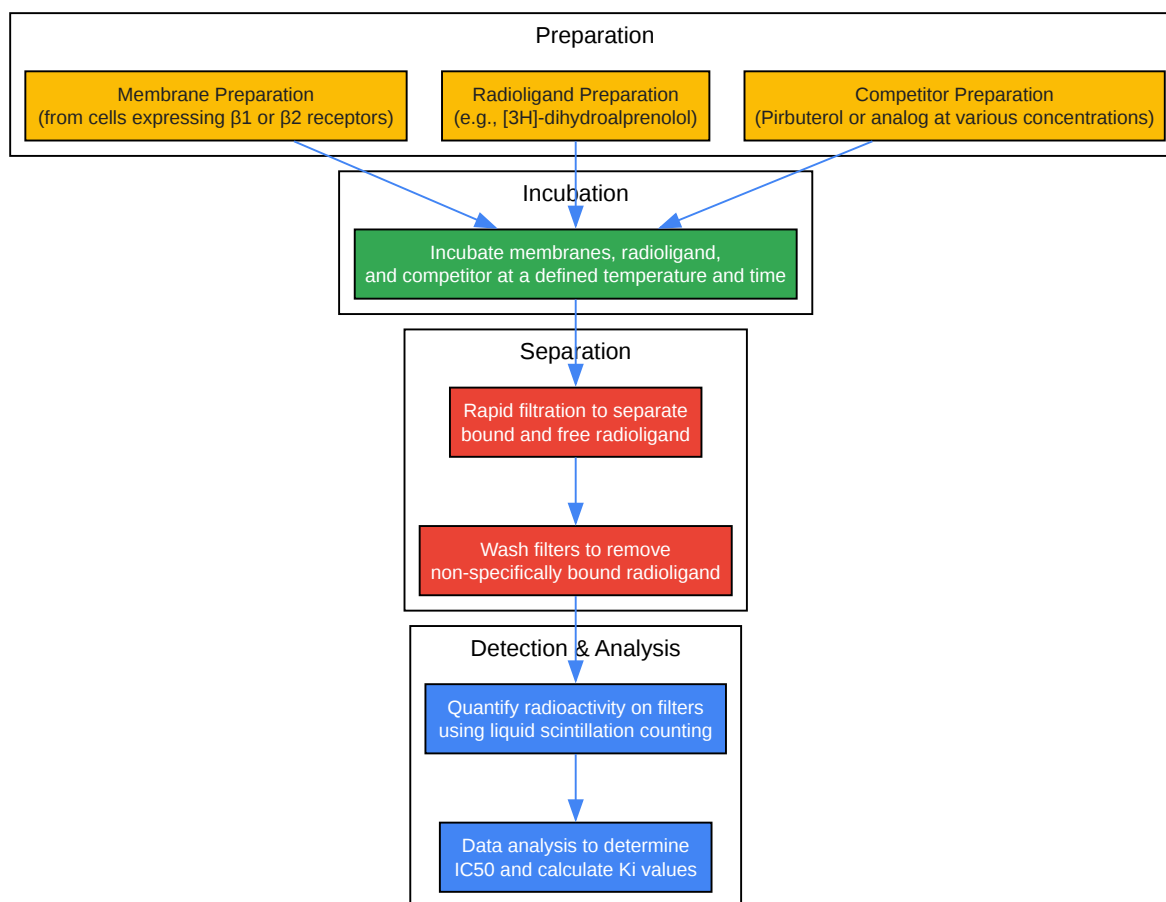 Preparation
Membrane Preparation
(from cells expressing β1 or β2 receptors)
Radioligand Preparation
(e.g., [3H]-dihydroalprenolol)
Competitor Preparation
(Pirbuterol or analog at various concentrations)
Incubation
Incubate membranes, radioligand,
and competitor at a defined temperature and time
Separation
Rapid filtration to separate
bound and free radioligand
Wash filters to remove
non-specifically bound radioligand
Detection & Analysis
Quantify radioactivity on filters
using liquid scintillation counting
Data analysis to determine
IC50 and calculate Ki values